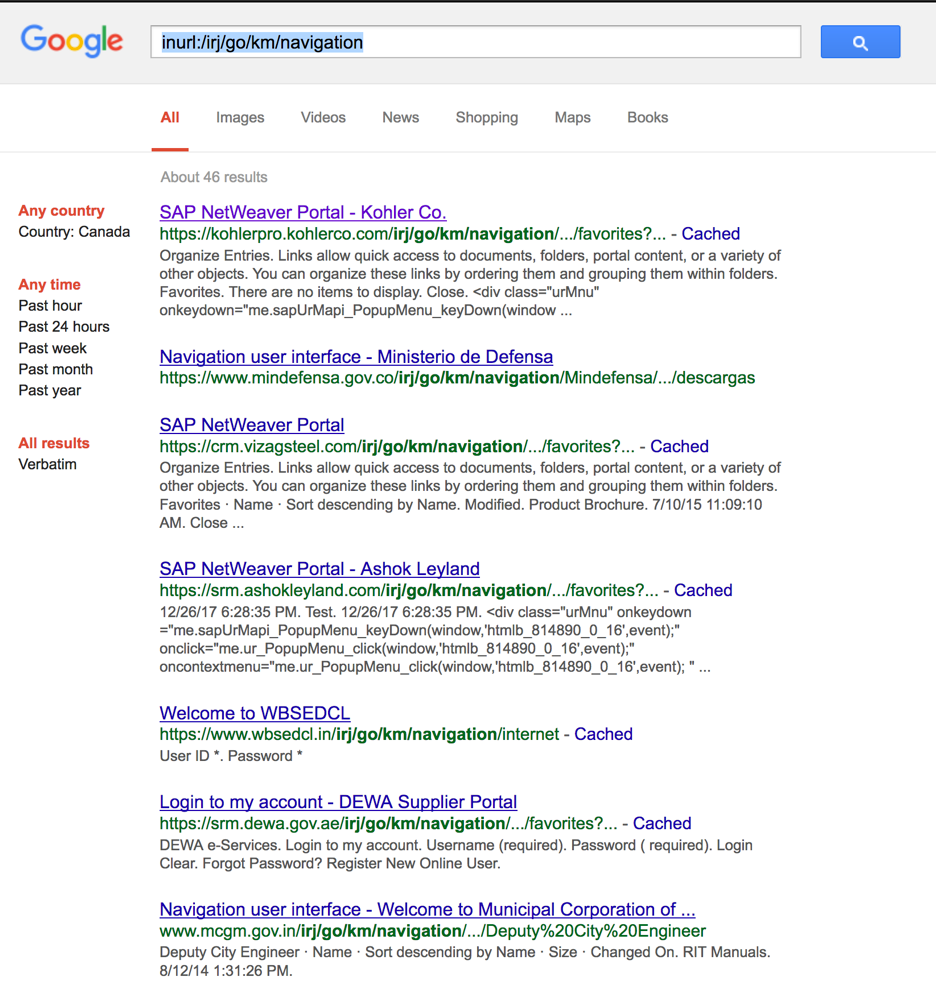 Google
inurl:/irj/go/km/navigation
All Images Videos News Shopping Maps Books
About 46 results
Any country
Country: Canada
Any time
Past hour
Past 24 hours
Past week
Past month
Past year
All results
Verbatim
SAP NetWeaver Portal - Kohler Co.
https://kohlerpro.kohlerco.com/irj/go/km/navigation/.../favorites?... - Cached
Organize Entries. Links allow quick access to documents, folders, portal content, or a variety of
other objects. You can organize these links by ordering them and grouping them within folders.
Favorites. There are no items to display. Close. <div class="urMnu"
onkeydown="me.sapUrMapi_PopupMenu_keyDown(window ...
Navigation user interface - Ministerio de Defensa
https://www.mindefensa.gov.co/irj/go/km/navigation/Mindefensa/.../descargas
SAP NetWeaver Portal
https://crm.vizagsteel.com/irj/go/km/navigation/.../favorites?... - Cached
Organize Entries. Links allow quick access to documents, folders, portal content, or a variety of
other objects. You can organize these links by ordering them and grouping them within folders.
Favorites · Name · Sort descending by Name. Modified. Product Brochure. 7/10/15 11:09:10
AM. Close ...
SAP NetWeaver Portal - Ashok Leyland
https://srm.ashokleyland.com/irj/go/km/navigation/.../favorites?... - Cached
12/26/17 6:28:35 PM. Test. 12/26/17 6:28:35 PM. <div class="urMnu" onkeydown
="me.sapUrMapi_PopupMenu_keyDown(window,'htmlb_814890_0_16',event);"
onclick="me.ur_PopupMenu_click(window,'htmlb_814890_0_16',event);"
oncontextmenu="me.ur_PopupMenu_click(window,'htmlb_814890_0_16',event); " ...
Welcome to WBSEDCL
https://www.wbsedcl.in/irj/go/km/navigation/internet - Cached
User ID *. Password *
Login to my account - DEWA Supplier Portal
https://srm.dewa.gov.ae/irj/go/km/navigation/.../favorites?... - Cached
DEWA e-Services. Login to my account. Username (required). Password ( required). Login
Clear. Forgot Password? Register New Online User.
Navigation user interface - Welcome to Municipal Corporation of ...
www.mcgm.gov.in/irj/go/km/navigation/.../Deputy%20City%20Engineer
Deputy City Engineer · Name · Sort descending by Name · Size · Changed On. RIT Manuals.
8/12/14 1:31:26 PM.